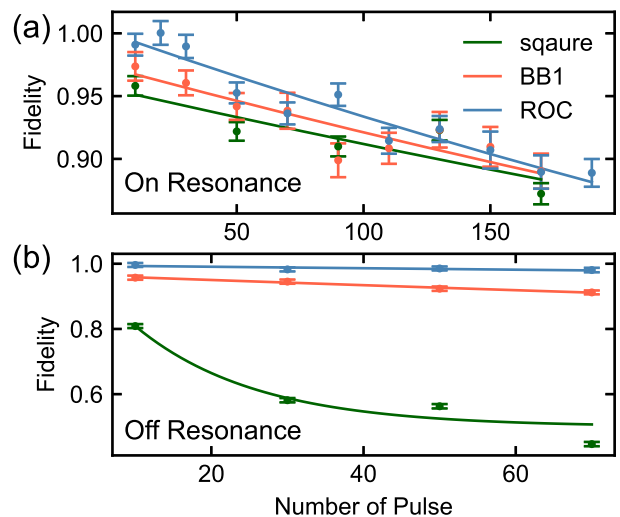 (a)
1.00
0.95
0.90
Fidelity
sqaure
BB1
ROC
On Resonance
50
100
150
(b)
1.0
0.8
0.6
Fidelity
Off Resonance
20
40
60
Number of Pulse